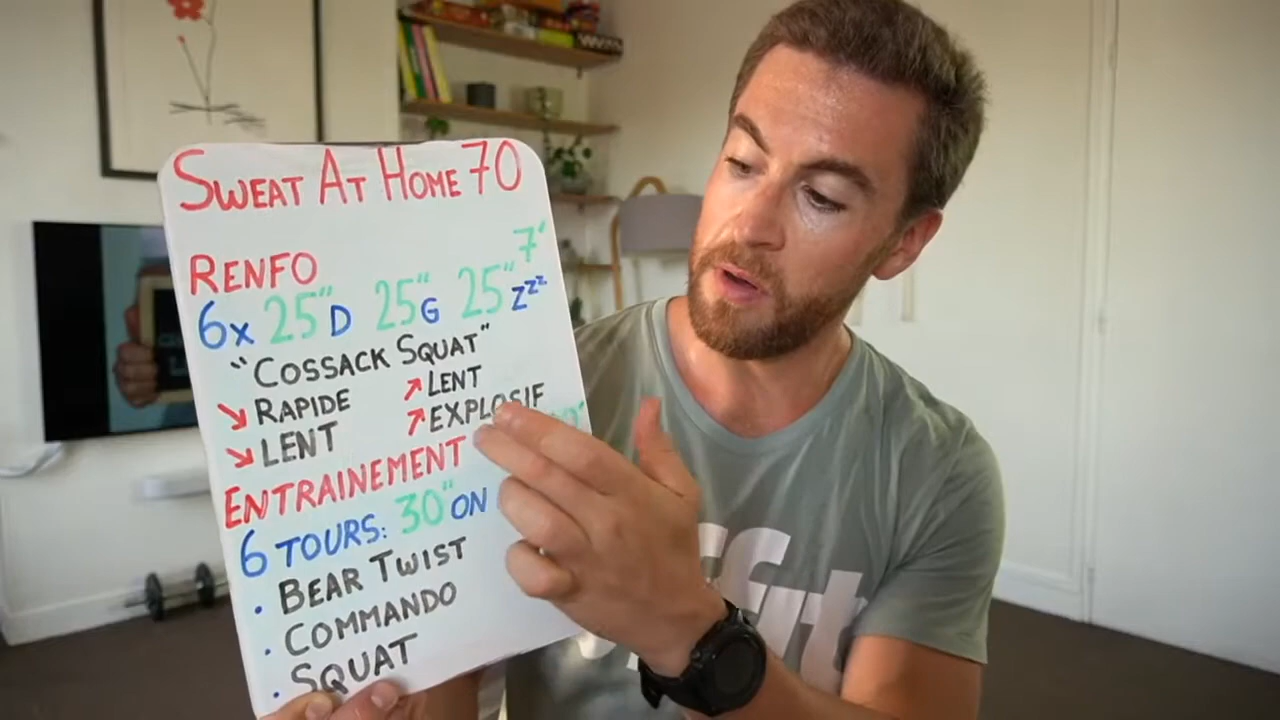 SWEAT AT HOME 70
RENFO 7'
6x 25" D 25" G 25" Zzz
"COSSACK SQUAT"
↘ RAPIDE ↗ LENT
↘ LENT ↗ EXPLOSIF
ENTRAINEMENT
6 TOURS: 30" ON
• BEAR TWIST
• COMMANDO
• SQUAT